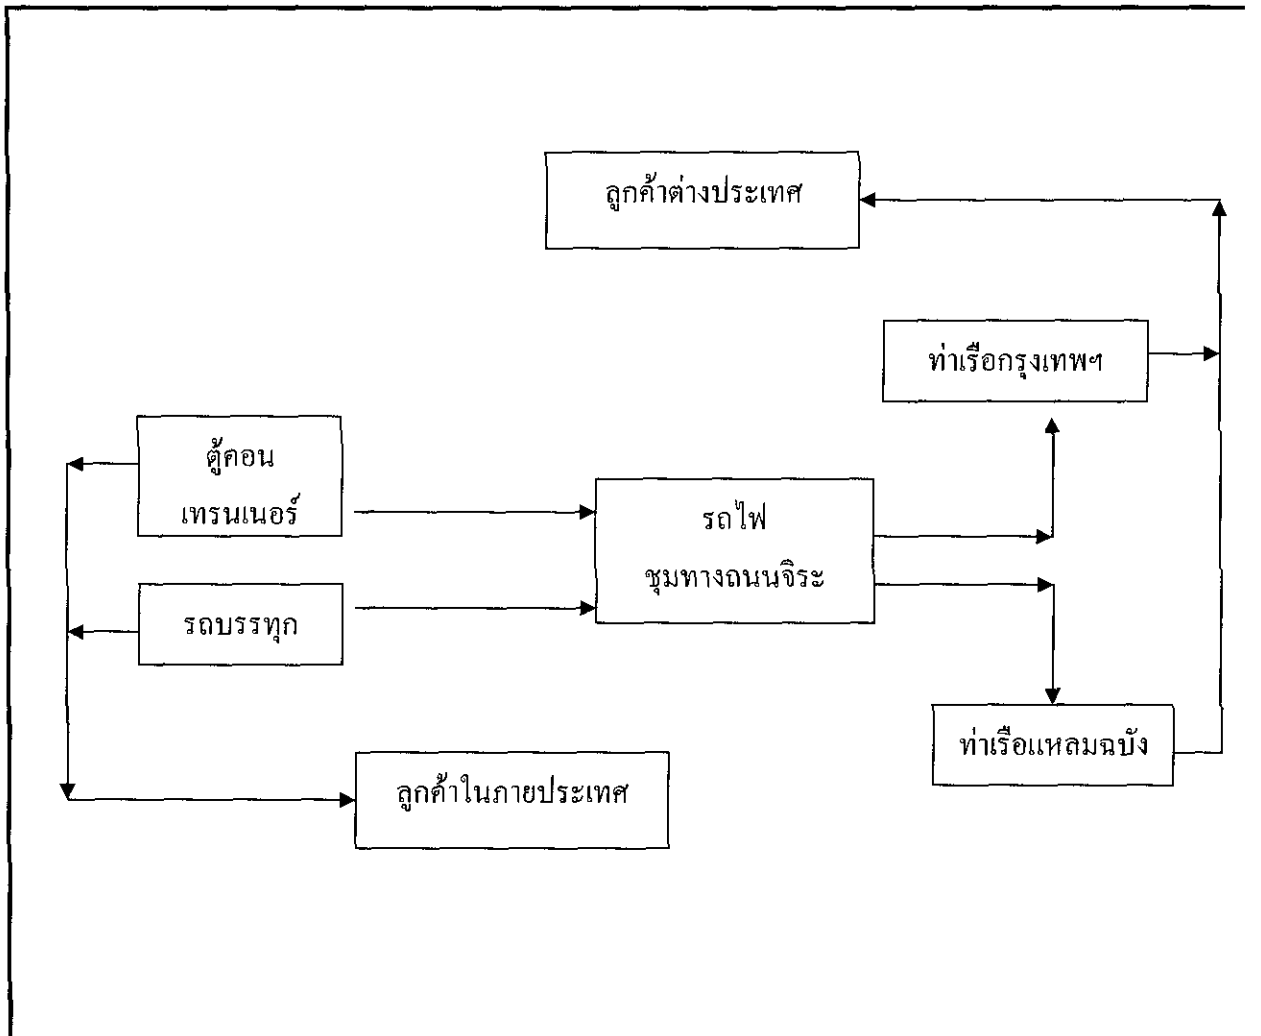 ลูกค้าต่างประเทศ
ท่าเรือกรุงเทพฯ
ตู้คอน
เทรนเนอร์
รถไฟ
ชุมทางถนนจิระ
รถบรรทุก
ท่าเรือแหลมฉบัง
ลูกค้าในภายประเทศ